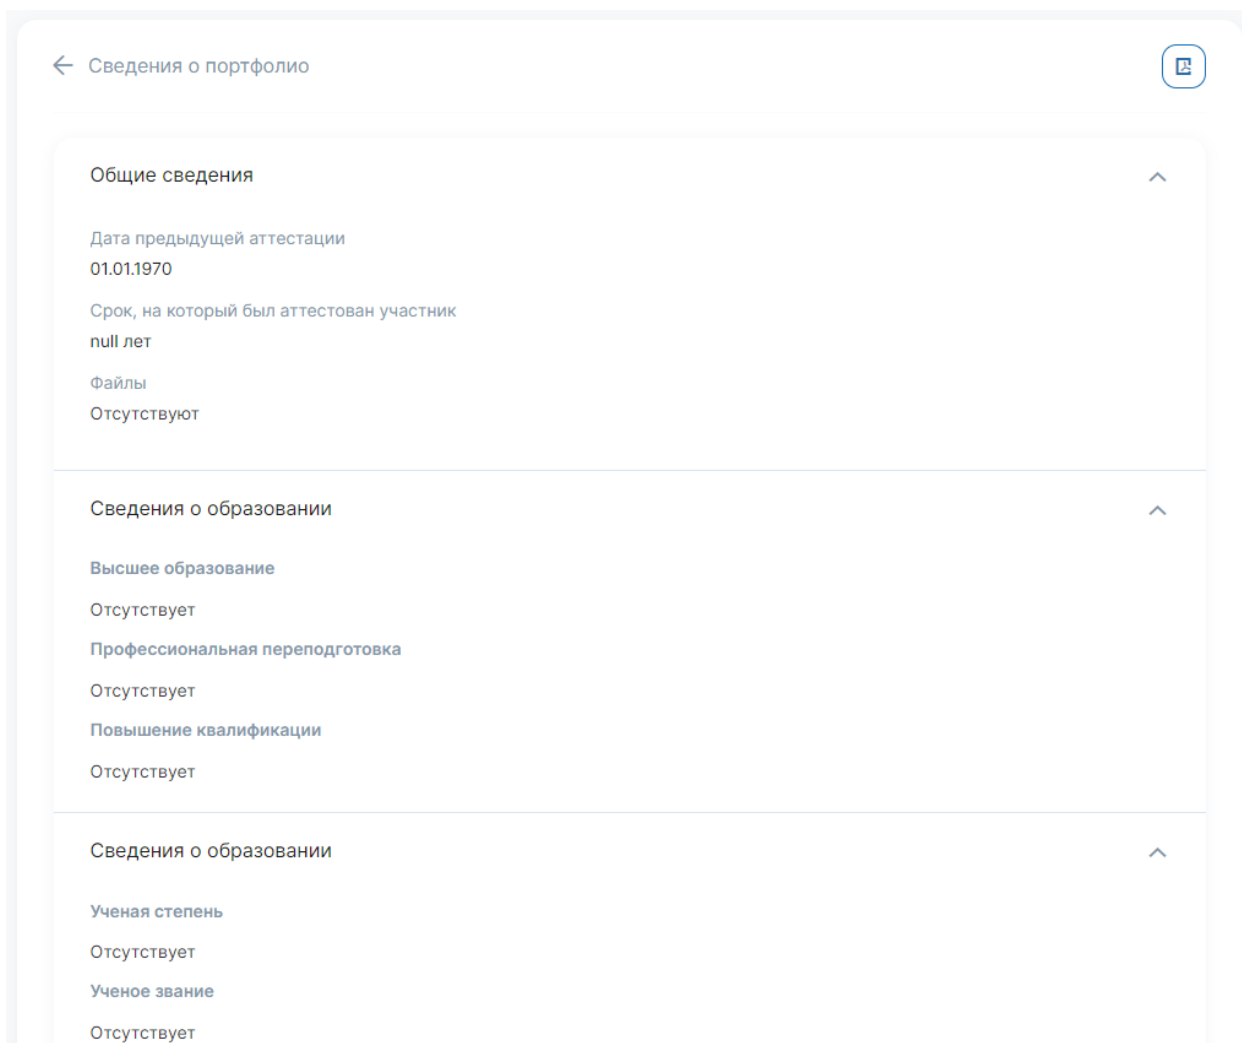 Сведения о портфолио
Общие сведения
Дата предыдущей аттестации
01.01.1970
Срок, на который был аттестован участник
null лет
Файлы
Отсутствуют
Сведения о образовании
Высшее образование
Отсутствует
Профессиональная переподготовка
Отсутствует
Повышение квалификации
Отсутствует
Сведения о образовании
Ученая степень
Отсутствует
Ученое звание
Отсутствует